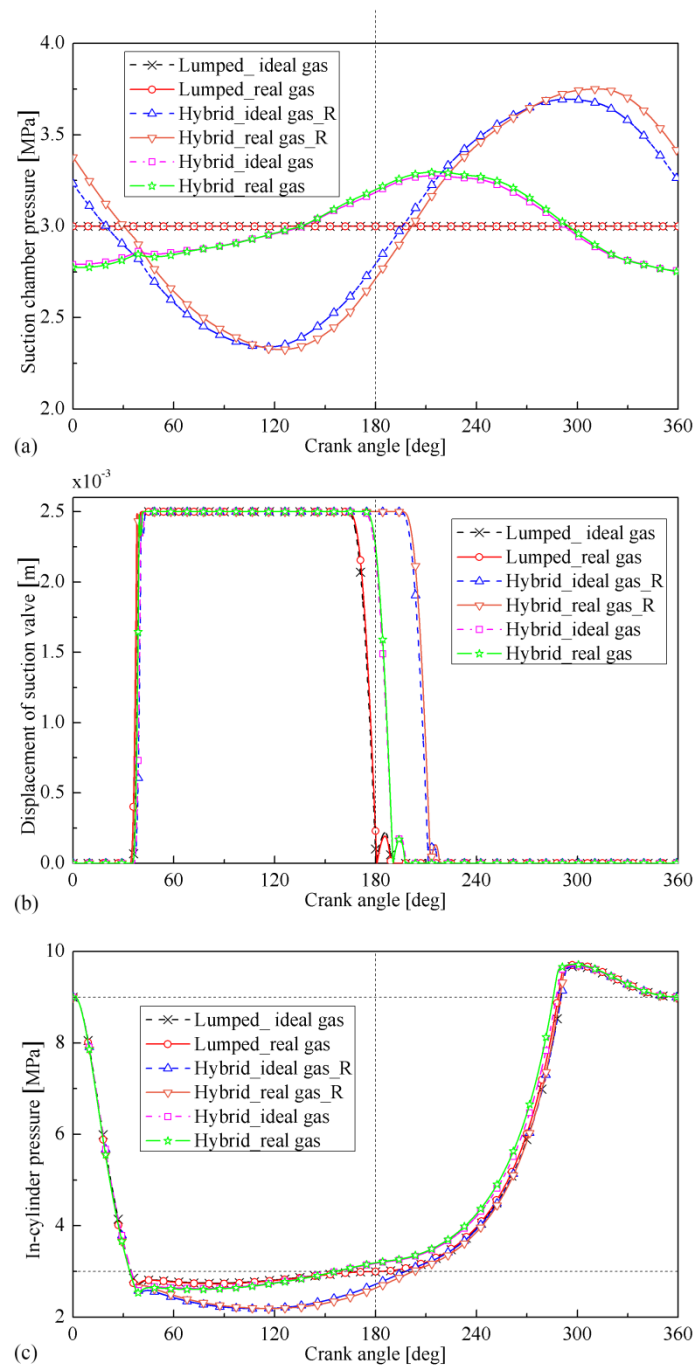 4.0
3.5
3.0
2.5
2.0
Suction chamber pressure [MPa]
Lumped_ ideal gas
Lumped_real gas
Hybrid_ideal gas_R
Hybrid_real gas_R
Hybrid_ideal gas
Hybrid_real gas
0 60 120 180 240 300 360
Crank angle [deg]
(a)
x10-3
2.5
2.0
1.5
1.0
0.5
0.0
Displacement of suction valve [m]
Lumped_ ideal gas
Lumped_real gas
Hybrid_ideal gas_R
Hybrid_real gas_R
Hybrid_ideal gas
Hybrid_real gas
0 60 120 180 240 300 360
Crank angle [deg]
(b)
10
9
6
3
2
In-cylinder pressure [MPa]
Lumped_ ideal gas
Lumped_real gas
Hybrid_ideal gas_R
Hybrid_real gas_R
Hybrid_ideal gas
Hybrid_real gas
0 60 120 180 240 300 360
Crank angle [deg]
(c)